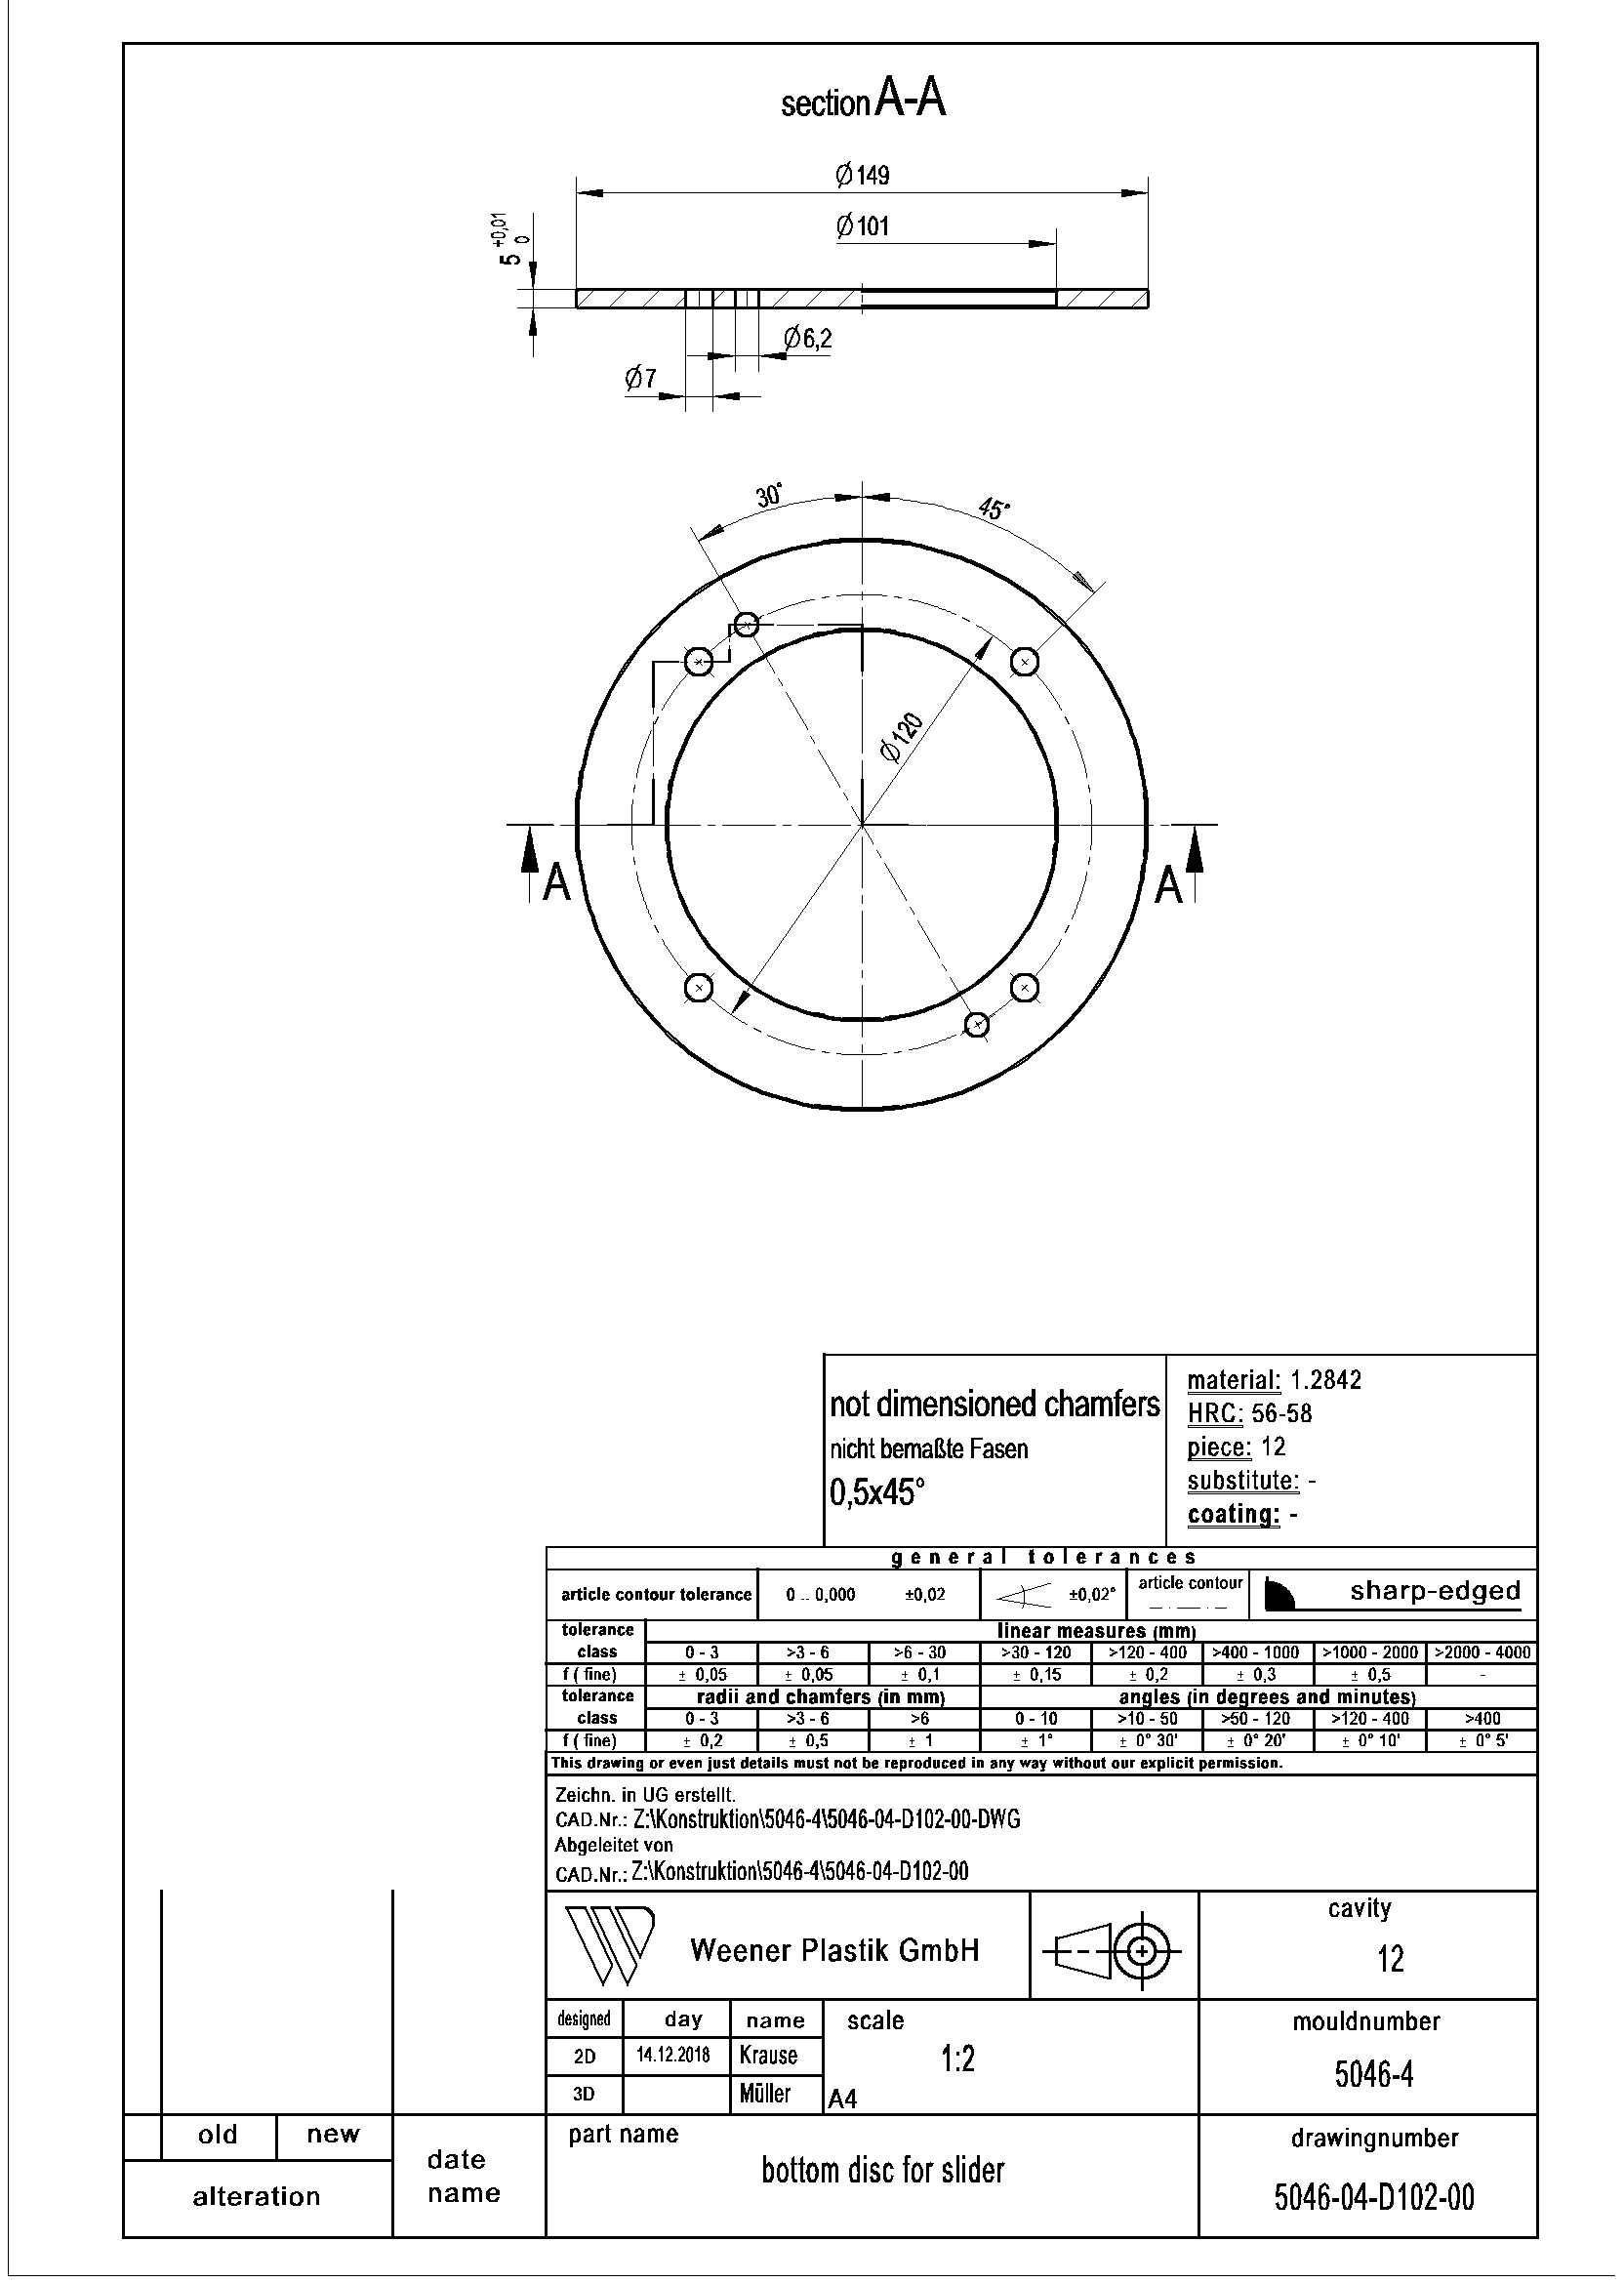 section A-A
Ø149
Ø101
5 +0,01 0
Ø6,2
Ø7
30°
45°
Ø120
A
A
not dimensioned chamfers
nicht bemaßte Fasen
0,5x45°
material: 1.2842
HRC: 56-58
piece: 12
substitute: -
coating: -
general tolerances
article contour tolerance 0 .. 0,000 ±0,02 ±0,02° article contour sharp-edged
tolerance class linear measures (mm)
0 - 3 >3 - 6 >6 - 30 >30 - 120 >120 - 400 >400 - 1000 >1000 - 2000 >2000 - 4000
f ( fine) ± 0,05 ± 0,05 ± 0,1 ± 0,15 ± 0,2 ± 0,3 ± 0,5 -
tolerance class radii and chamfers (in mm) angles (in degrees and minutes)
0 - 3 >3 - 6 >6 0 - 10 >10 - 50 >50 - 120 >120 - 400 >400
f ( fine) ± 0,2 ± 0,5 ± 1 ± 1° ± 0° 30' ± 0° 20' ± 0° 10' ± 0° 5'
This drawing or even just details must not be reproduced in any way without our explicit permission.
Zeichn. in UG erstellt.
CAD.Nr.: Z:\Konstruktion\5046-4\5046-04-D102-00-DWG
Abgeleitet von
CAD.Nr.: Z:\Konstruktion\5046-4\5046-04-D102-00
Weener Plastik GmbH
cavity
12
designed day name scale
2D 14.12.2018 Krause 1:2
3D Müller A4
mouldnumber
5046-4
old new
alteration
date
name
part name
bottom disc for slider
drawingnumber
5046-04-D102-00